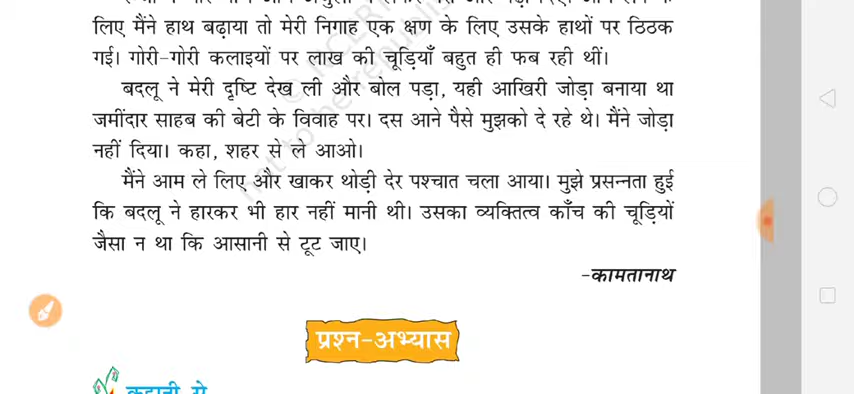 लिए मैंने हाथ बढ़ाया तो मेरी निगाह एक क्षण के लिए उसके हाथों पर ठिठक
गई। गोरी-गोरी कलाइयों पर लाख की चूड़ियाँ बहुत ही फब रही थीं।
बदलू ने मेरी दृष्टि देख ली और बोल पड़ा, यही आखिरी जोड़ा बनाया था
जमींदार साहब की बेटी के विवाह पर। दस आने पैसे मुझको दे रहे थे। मैंने जोड़ा
नहीं दिया। कहा, शहर से ले आओ।
मैंने आम ले लिए और खाकर थोड़ी देर पश्चात चला आया। मुझे प्रसन्नता हुई
कि बदलू ने हारकर भी हार नहीं मानी थी। उसका व्यक्तित्व काँच की चूड़ियों
जैसा न था कि आसानी से टूट जाए।
-कामतानाथ
प्रश्न-अभ्यास
कहानी से